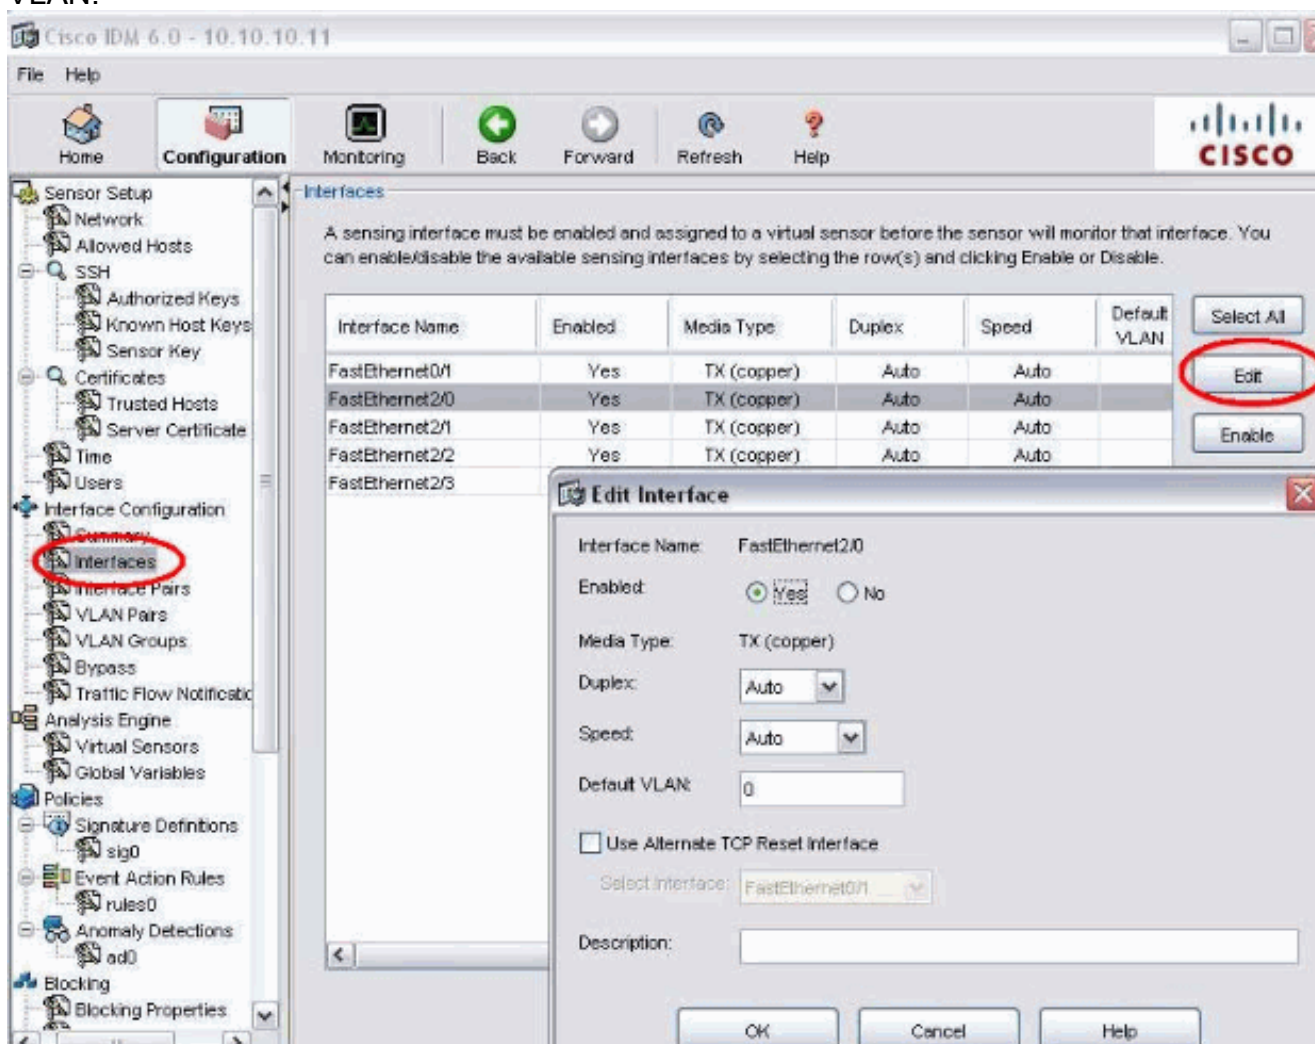 VLAN.
Cisco IDM 6.0 - 10.10.10.11
File Help
Home Configuration Monitoring Back Forward Refresh Help
CISCO
Sensor Setup
Network
Allowed Hosts
SSH
Authorized Keys
Known Host Keys
Sensor Key
Certificates
Trusted Hosts
Server Certificate
Time
Users
Interface Configuration
Summary
Interfaces
Interface Pairs
VLAN Pairs
VLAN Groups
Bypass
Traffic Flow Notificatic
Analysis Engine
Virtual Sensors
Global Variables
Policies
Signature Definitions
sig0
Event Action Rules
rules0
Anomaly Detections
ad0
Blocking
Blocking Properties
Interfaces
A sensing interface must be enabled and assigned to a virtual sensor before the sensor will monitor that interface. You
can enable/disable the available sensing interfaces by selecting the row(s) and clicking Enable or Disable.
Interface Name Enabled Media Type Duplex Speed Default VLAN
FastEthernet0/1 Yes TX (copper) Auto Auto
FastEthernet2/0 Yes TX (copper) Auto Auto
FastEthernet2/1 Yes TX (copper) Auto Auto
FastEthernet2/2 Yes TX (copper) Auto Auto
FastEthernet2/3
Select All
Edit
Enable
Edit Interface
Interface Name: FastEthernet2/0
Enabled: Yes No
Media Type: TX (copper)
Duplex: Auto
Speed: Auto
Default VLAN: 0
Use Alternate TCP Reset Interface
Select Interface: FastEthernet0/1
Description:
OK Cancel Help